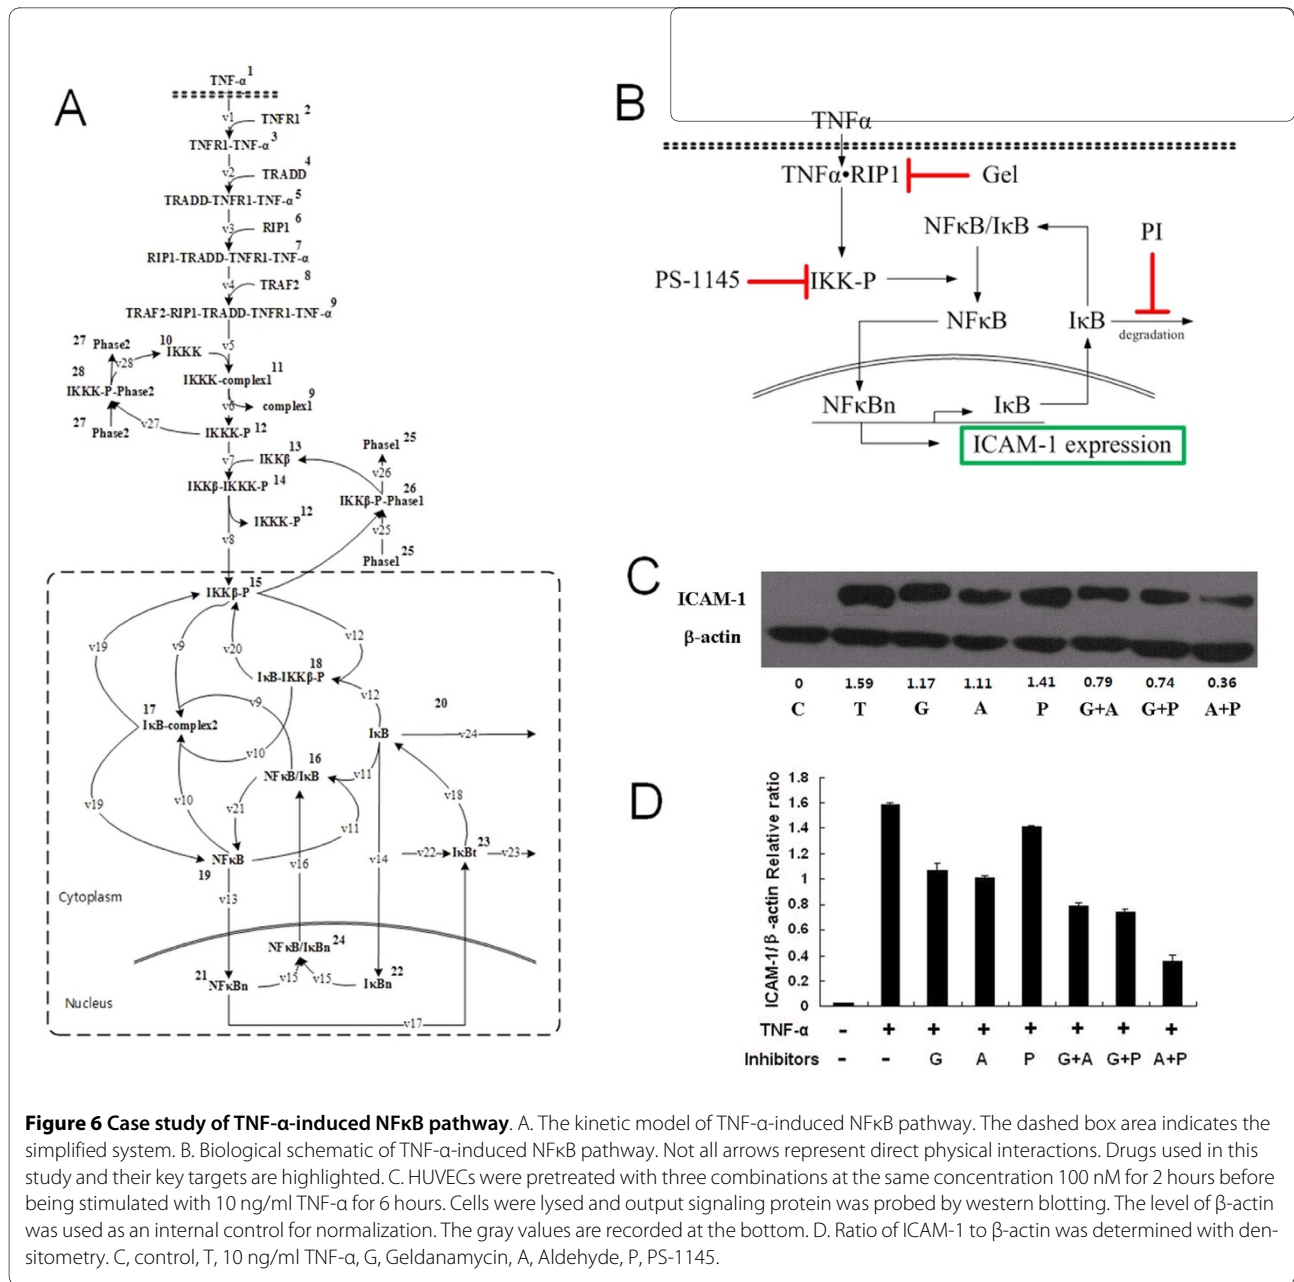 A
TNF-α 1
v1
TNFR1 2
TNFR1-TNF-α 3
v2
TRADD 4
TRADD-TNFR1-TNF-α 5
v3
RIP1 6
RIP1-TRADD-TNFR1-TNF-α 7
v4
TRAF2 8
TRAF2-RIP1-TRADD-TNFR1-TNF-α 9
v5
27 Phase2
10 IKKK
v28
28
IKKK-P-Phase2
IKKK-complex1 11
v6
complex1 9
27
Phase2
v27
IKKK-P 12
v7
IKKβ 13
Phase1 25
v26
IKKβ-IKKK-P 14
IKKβ-P-Phase1 26
IKKK-P 12
v25
v8
Phase1 25
IKKβ-P 15
v19
v9
v20
v12
IκB-IKKβ-P 18
v12
17
IκB-complex2
v9
20
IκB
v24
v10
16
NFκB/IκB
v11
v19
v10
v21
v11
v18
v14
v22
IκBt 23
v23
NFκB
19
v16
v13
Cytoplasm
NFκB/IκBn 24
21 NFκBn
v15
v15
IκBn 22
Nucleus
v17
B
TNFα
TNFα•RIP1
Gel
NFκB/IκB
PI
PS-1145
IKK-P
NFκB
IκB
degradation
NFκBn
IκB
ICAM-1 expression
C
ICAM-1
β-actin
0 1.59 1.17 1.11 1.41 0.79 0.74 0.36
C T G A P G+A G+P A+P
D
ICAM-1/β-actin Relative ratio
1.8
1.6
1.4
1.2
1
0.8
0.6
0.4
0.2
0
TNF-α - + + + + + + +
Inhibitors - - G A P G+A G+P A+P
Figure 6 Case study of TNF-α-induced NFκB pathway. A. The kinetic model of TNF-α-induced NFκB pathway. The dashed box area indicates the
simplified system. B. Biological schematic of TNF-α-induced NFκB pathway. Not all arrows represent direct physical interactions. Drugs used in this
study and their key targets are highlighted. C. HUVECs were pretreated with three combinations at the same concentration 100 nM for 2 hours before
being stimulated with 10 ng/ml TNF-α for 6 hours. Cells were lysed and output signaling protein was probed by western blotting. The level of β-actin
was used as an internal control for normalization. The gray values are recorded at the bottom. D. Ratio of ICAM-1 to β-actin was determined with den-
sitometry. C, control, T, 10 ng/ml TNF-α, G, Geldanamycin, A, Aldehyde, P, PS-1145.